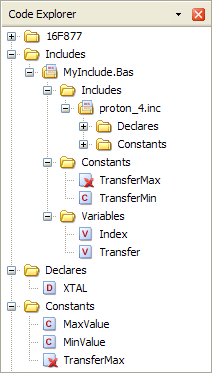 Code Explorer
16F877
Includes
MyInclude.Bas
Includes
proton_4.inc
Declares
Constants
Constants
TransferMax
C TransferMin
Variables
V Index
V Transfer
Declares
D XTAL
Constants
C MaxValue
C MinValue
TransferMax